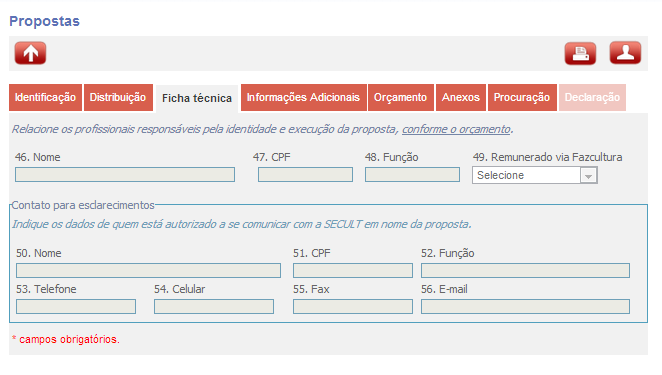 Propostas
Identificação Distribuição Ficha técnica Informações Adicionais Orçamento Anexos Procuração Declaração
Relacione os profissionais responsáveis pela identidade e execução da proposta, conforme o orçamento.
46. Nome 47. CPF 48. Função 49. Remunerado via Fazcultura
Selecione
Contato para esclarecimentos
Indique os dados de quem está autorizado a se comunicar com a SECULT em nome da proposta.
50. Nome 51. CPF 52. Função
53. Telefone 54. Celular 55. Fax 56. E-mail
* campos obrigatórios.